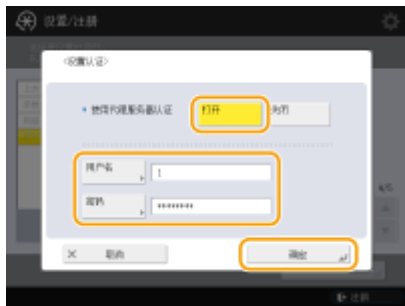 设置/注册
<设置认证>
使用代理服务器认证 打开 关闭
用户名 1
密码 ********
× 取消 确定
注销